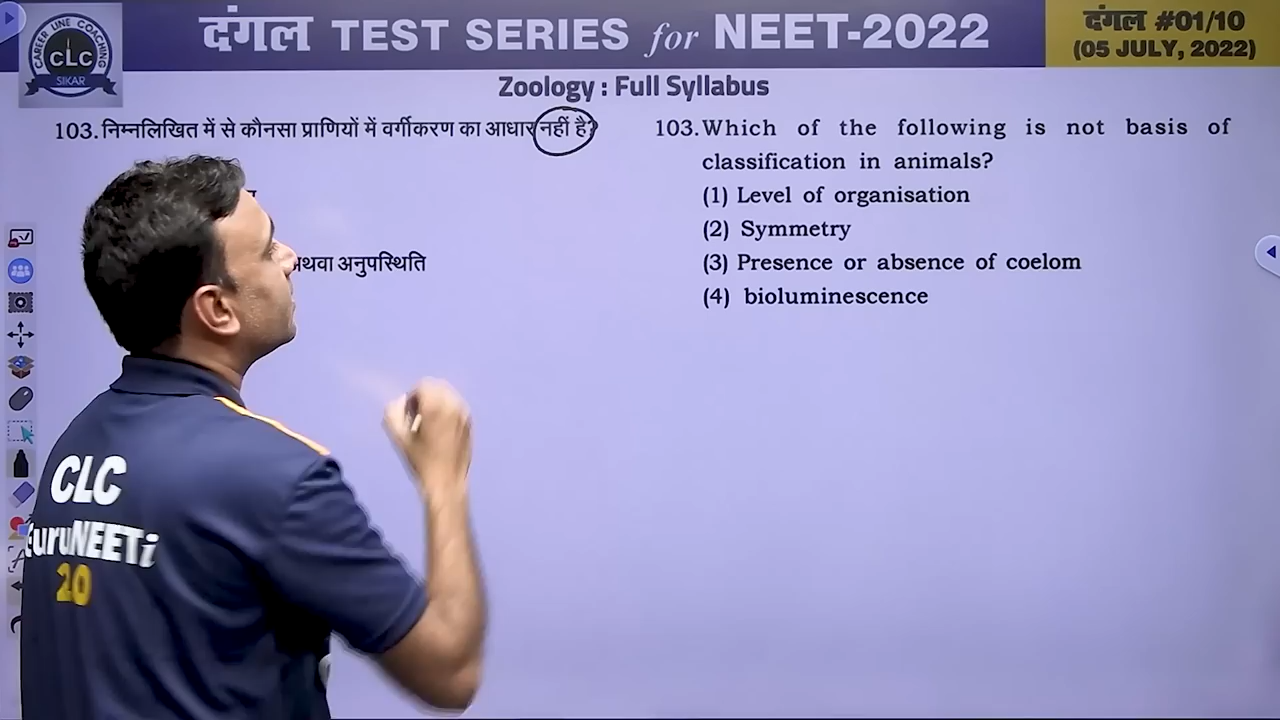 CAREER LINE COACHING
CLC
SIKAR
दंगल TEST SERIES for NEET-2022
दंगल #01/10
(05 JULY, 2022)
Zoology : Full Syllabus
103. निम्नलिखित में से कौनसा प्राणियों में वर्गीकरण का आधार नहीं है?
अथवा अनुपस्थिति
103. Which of the following is not basis of
classification in animals?
(1) Level of organisation
(2) Symmetry
(3) Presence or absence of coelom
(4) bioluminescence
CLC
GuruNEETi
20